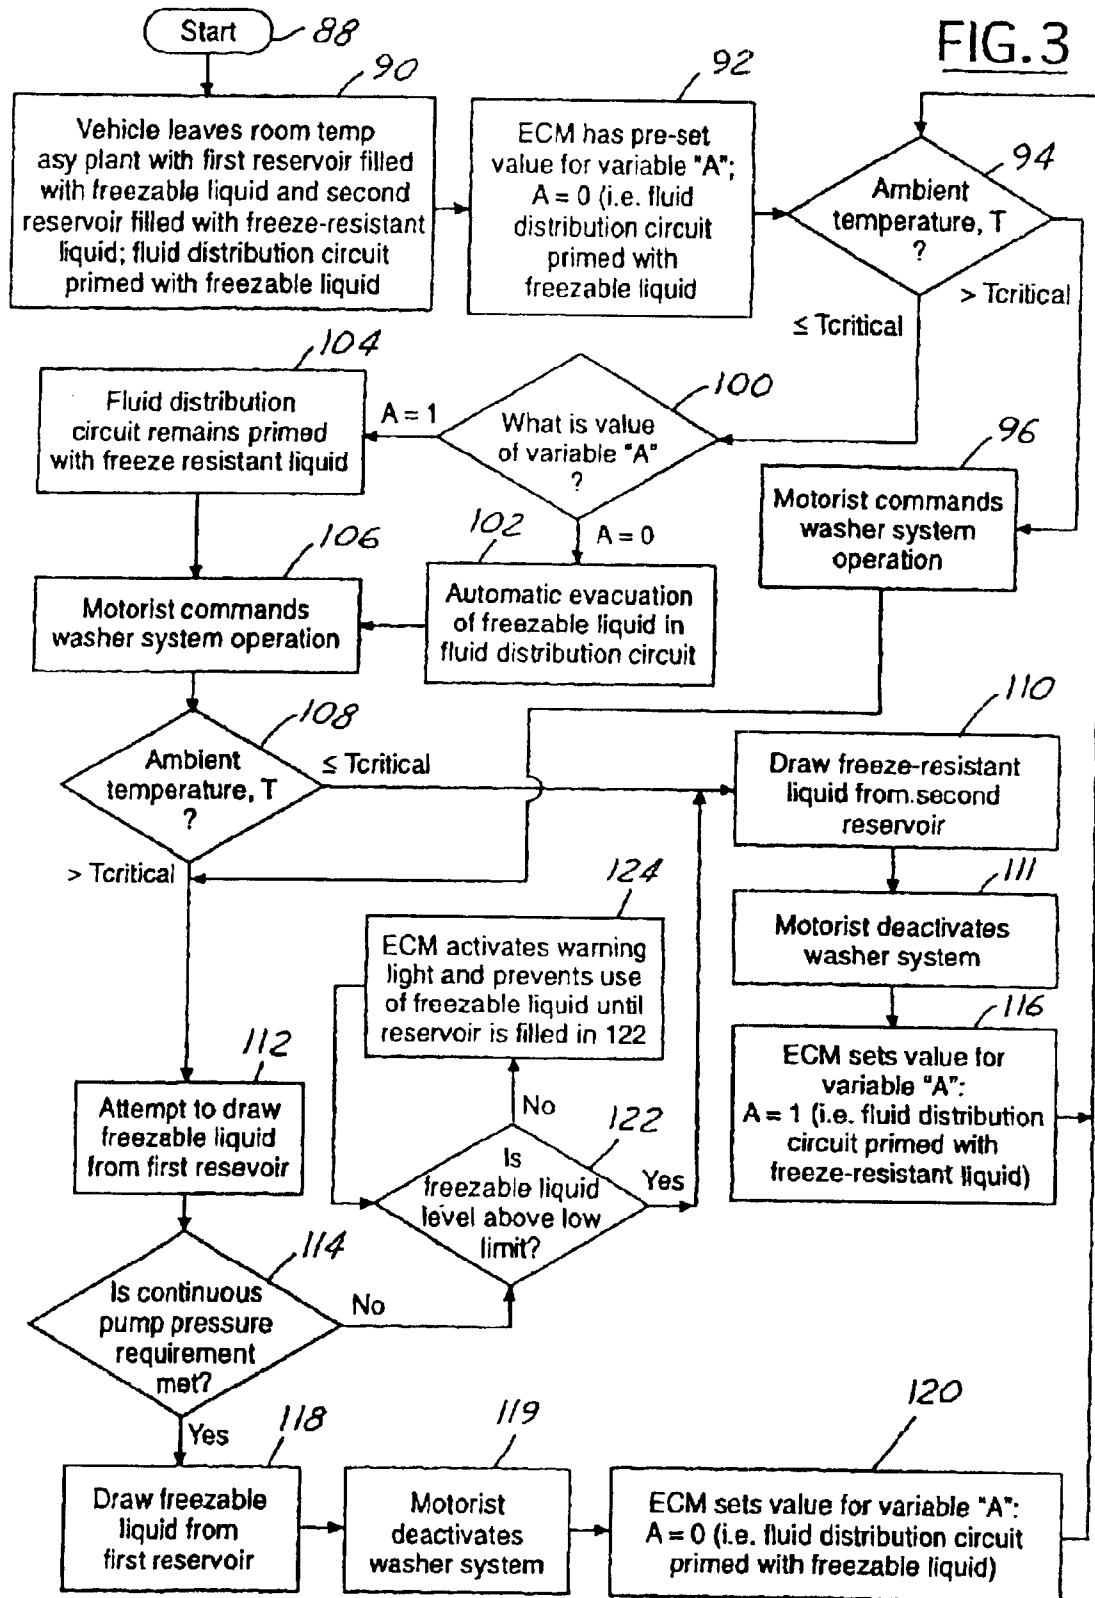 FIG. 3
Start
88
90
Vehicle leaves room temp
asy plant with first reservoir filled
with freezable liquid and second
reservoir filled with freeze-resistant
liquid; fluid distribution circuit
primed with freezable liquid
92
ECM has pre-set
value for variable "A";
A = 0 (i.e. fluid
distribution circuit
primed with
freezable liquid
94
Ambient
temperature, T
?
> Tcritical
≤ Tcritical
104
Fluid distribution
circuit remains primed
with freeze resistant liquid
A = 1
100
What is value
of variable "A"
?
A = 0
96
Motorist commands
washer system
operation
106
Motorist commands
washer system operation
102
Automatic evacuation
of freezable liquid in
fluid distribution circuit
108
Ambient
temperature, T
?
≤ Tcritical
> Tcritical
110
Draw freeze-resistant
liquid from.second
reservoir
111
Motorist deactivates
washer system
124
ECM activates warning
light and prevents use
of freezable liquid until
reservoir is filled in 122
116
ECM sets value for
variable "A":
A = 1 (i.e. fluid distribution
circuit primed with
freeze-resistant liquid)
112
Attempt to draw
freezable liquid
from first resevoir
No
122
Is
freezable liquid
level above low
limit?
Yes
114
Is continuous
pump pressure
requirement
met?
No
Yes
118
Draw freezable
liquid from
first reservoir
119
Motorist
deactivates
washer system
120
ECM sets value for variable "A":
A = 0 (i.e. fluid distribution circuit
primed with freezable liquid)